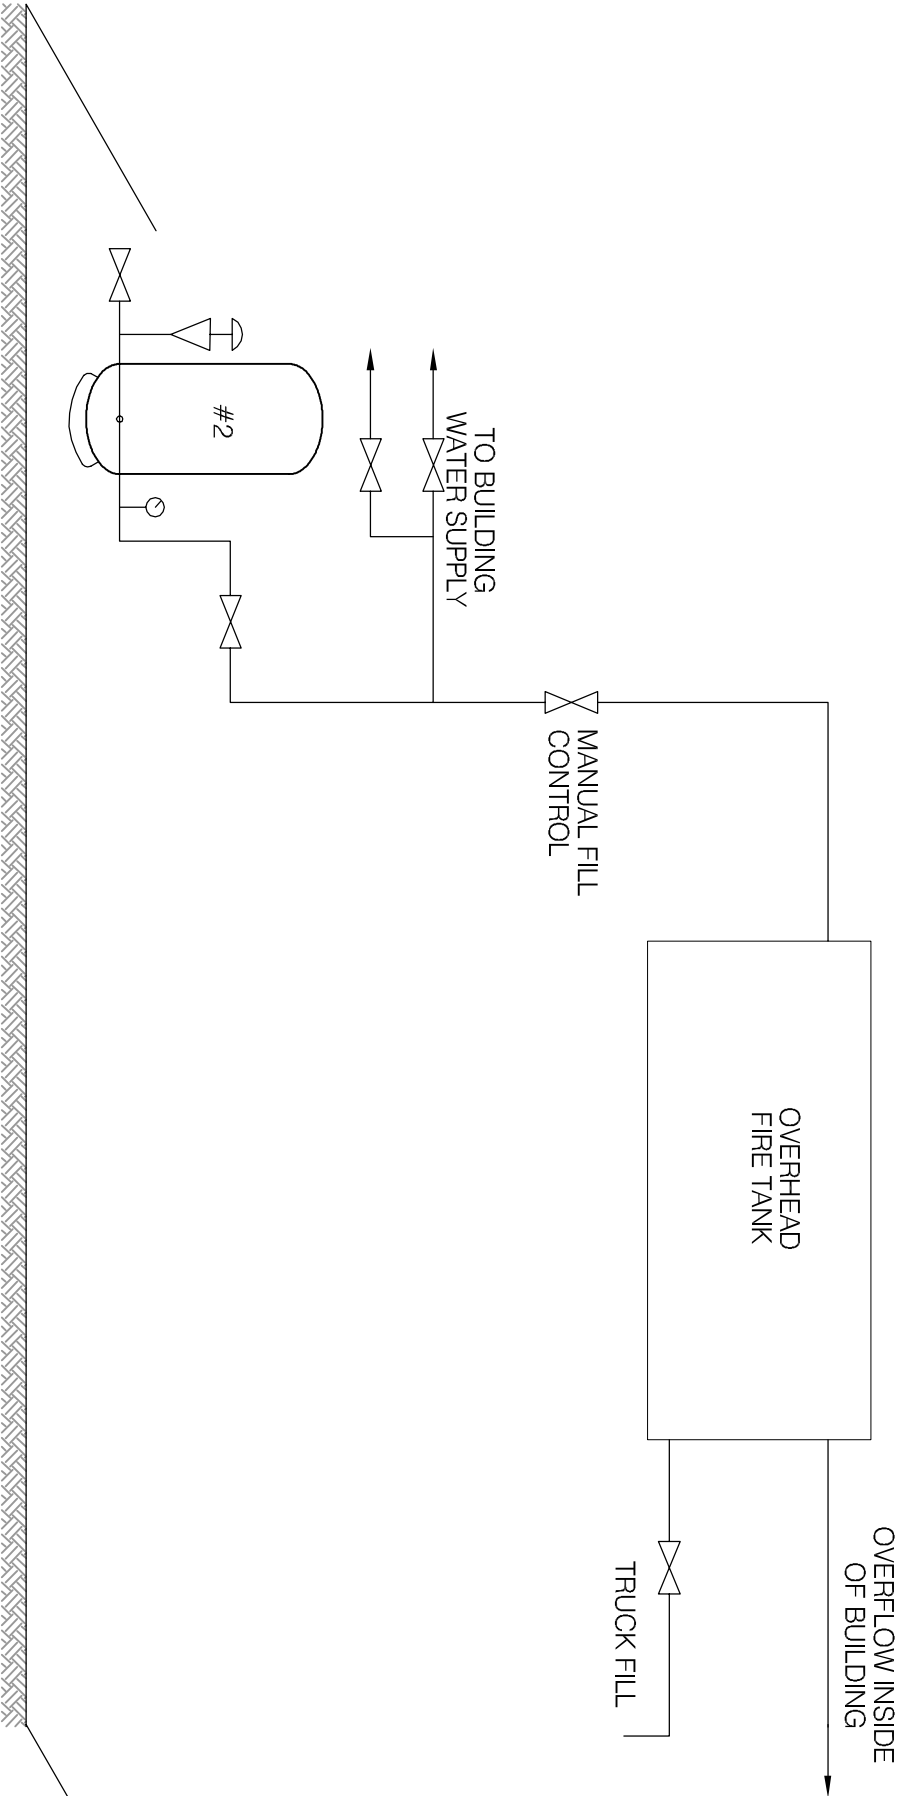 #2
TO BUILDING
WATER SUPPLY
MANUAL FILL
CONTROL
OVERHEAD
FIRE TANK
OVERFLOW INSIDE
OF BUILDING
TRUCK FILL